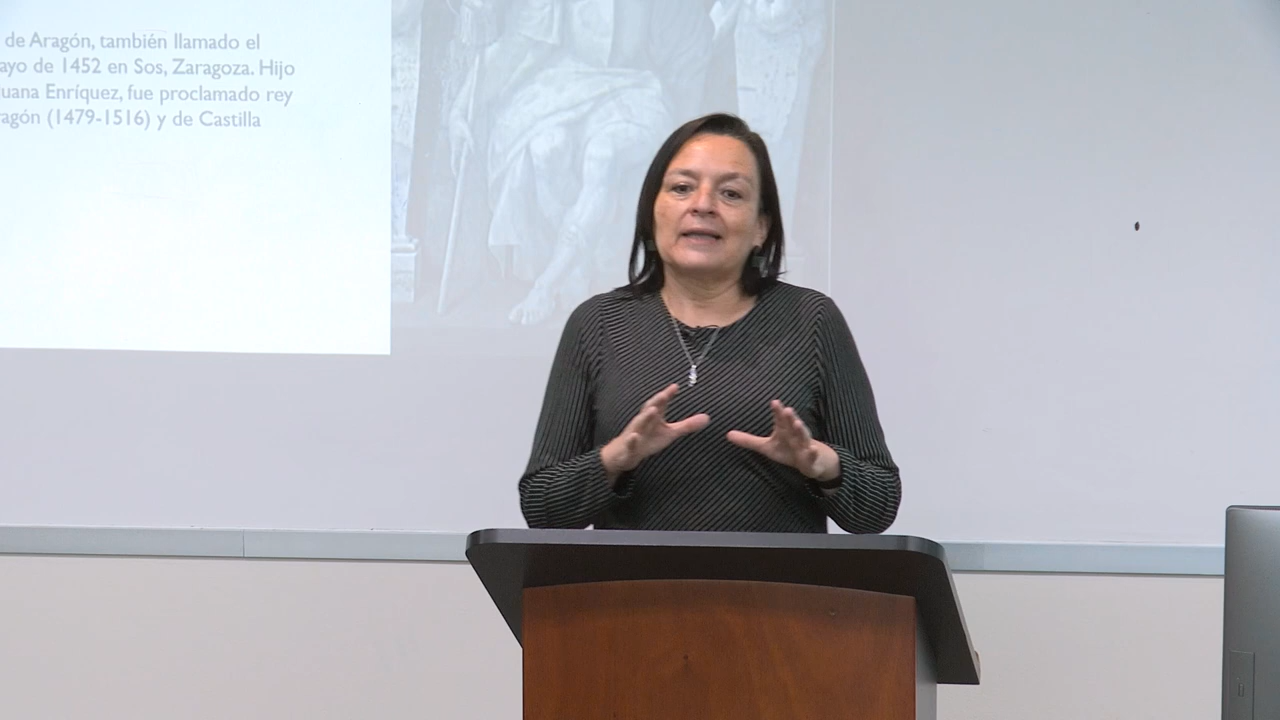 de Aragón, también llamado el
ayo de 1452 en Sos, Zaragoza. Hijo
uana Enríquez, fue proclamado rey
agón (1479-1516) y de Castilla